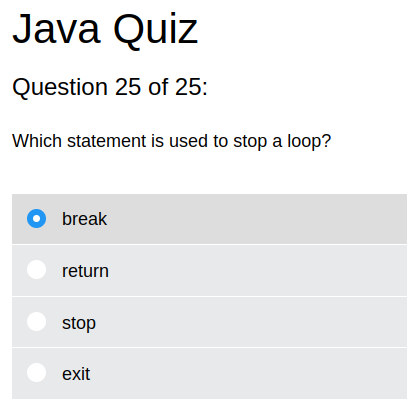 Java Quiz
Question 25 of 25:
Which statement is used to stop a loop?
break
return
stop
exit